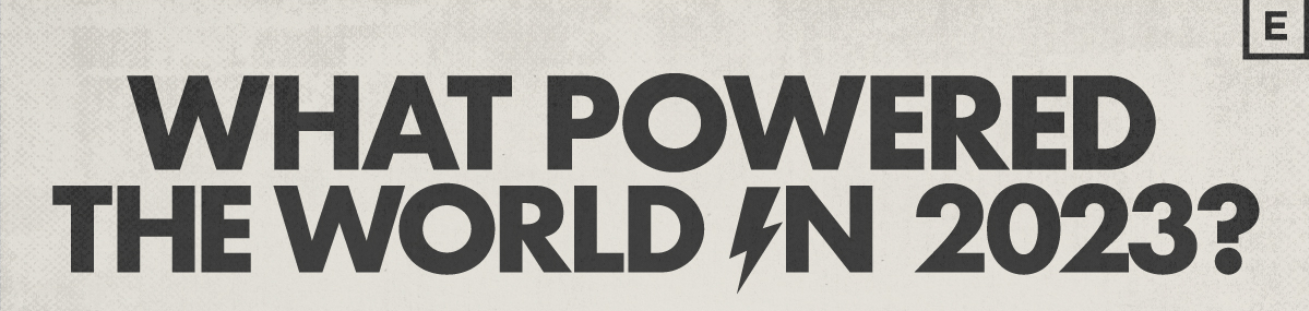 E
WHAT POWERED
THE WORLD IN 2023?